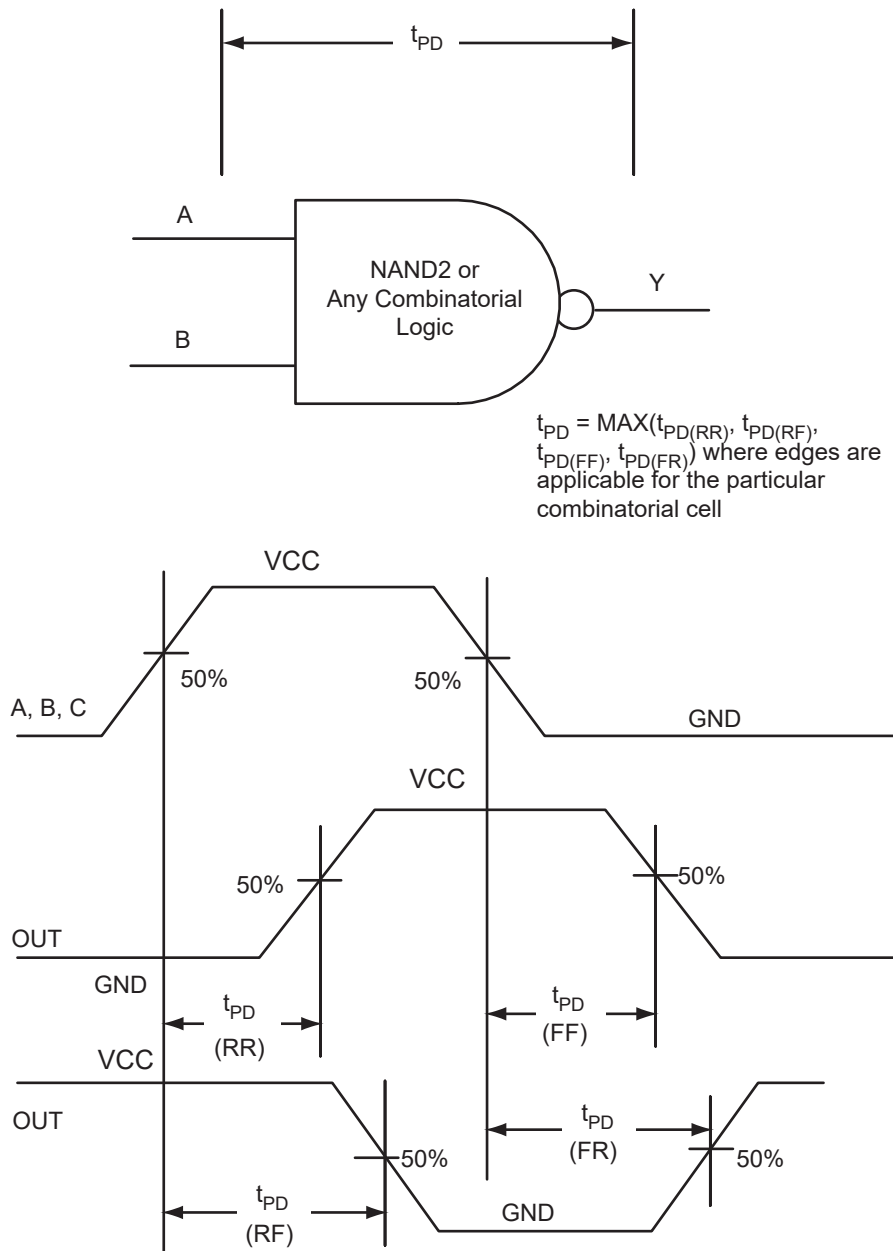 tPD
A
NAND2 or
Any Combinatorial
Logic
Y
B
tPD = MAX(tPD(RR), tPD(RF),
tPD(FF), tPD(FR)) where edges are
applicable for the particular
combinatorial cell
VCC
50%
50%
A, B, C
GND
VCC
50%
50%
OUT
GND
tPD
(RR)
tPD
(FF)
VCC
OUT
tPD
(FR)
50%
50%
tPD
(RF)
GND